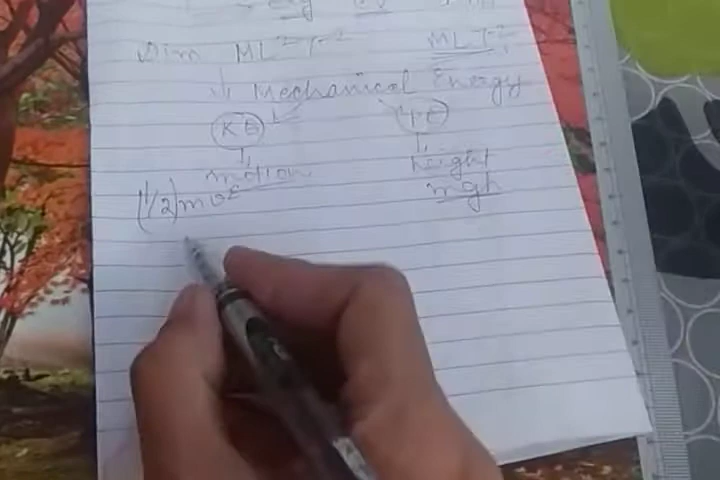 Dim ML²T⁻² ML²T⁻²
Mechanical Energy
KE PE
motion height
(1/2)mv² mgh